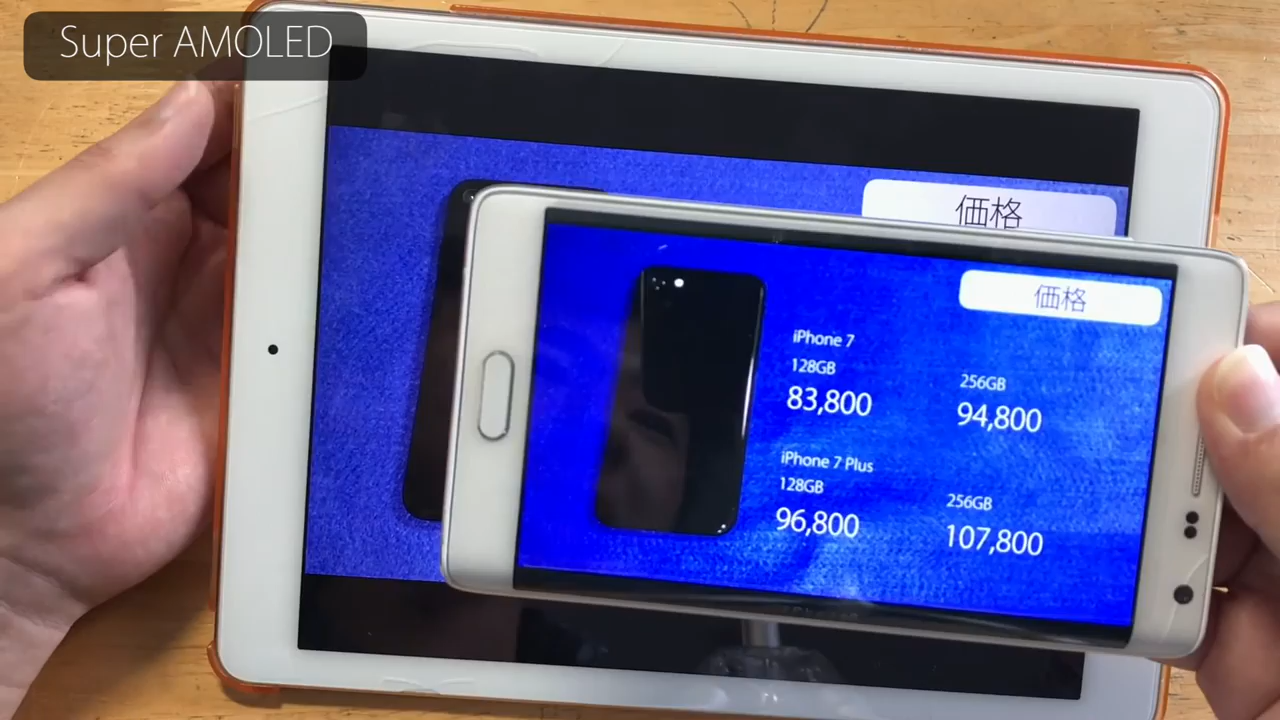 Super AMOLED
価格
価格
iPhone 7
128GB
256GB
83,800
94,800
iPhone 7 Plus
128GB
256GB
96,800
107,800